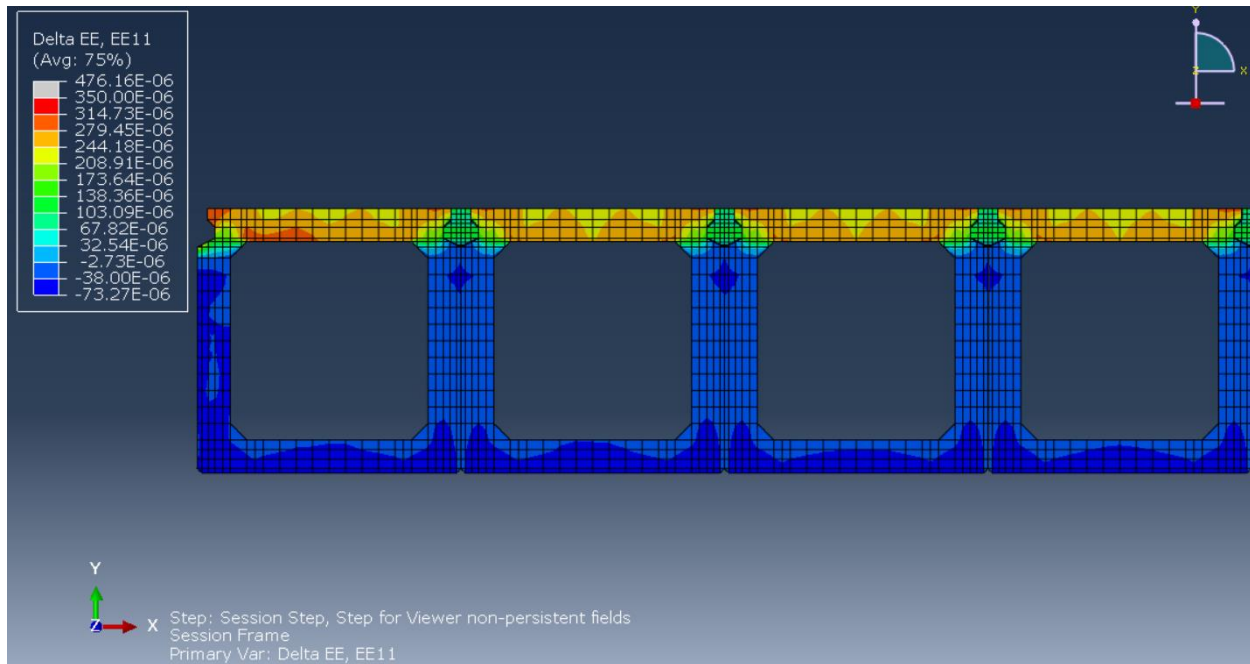 Delta EE, EE11
(Avg: 75%)
476.16E-06
350.00E-06
314.73E-06
279.45E-06
244.18E-06
208.91E-06
173.64E-06
138.36E-06
103.09E-06
67.82E-06
32.54E-06
-2.73E-06
-38.00E-06
-73.27E-06
Y
Z
X
Y
Z
X
Step: Session Step, Step for Viewer non-persistent fields
Session Frame
Primary Var: Delta EE, EE11